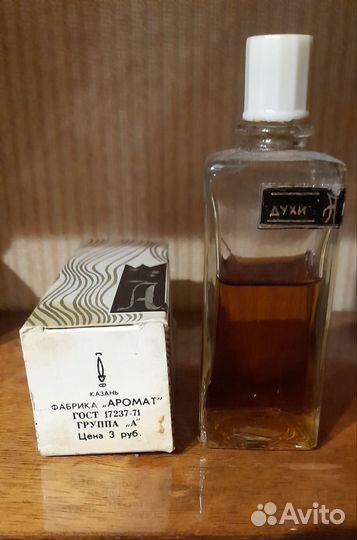 ДУХИ
КАЗАНЬ
ФАБРИКА „АРОМАТ"
ГОСТ 17237-71
ГРУППА „А"
Цена 3 руб.
Avito